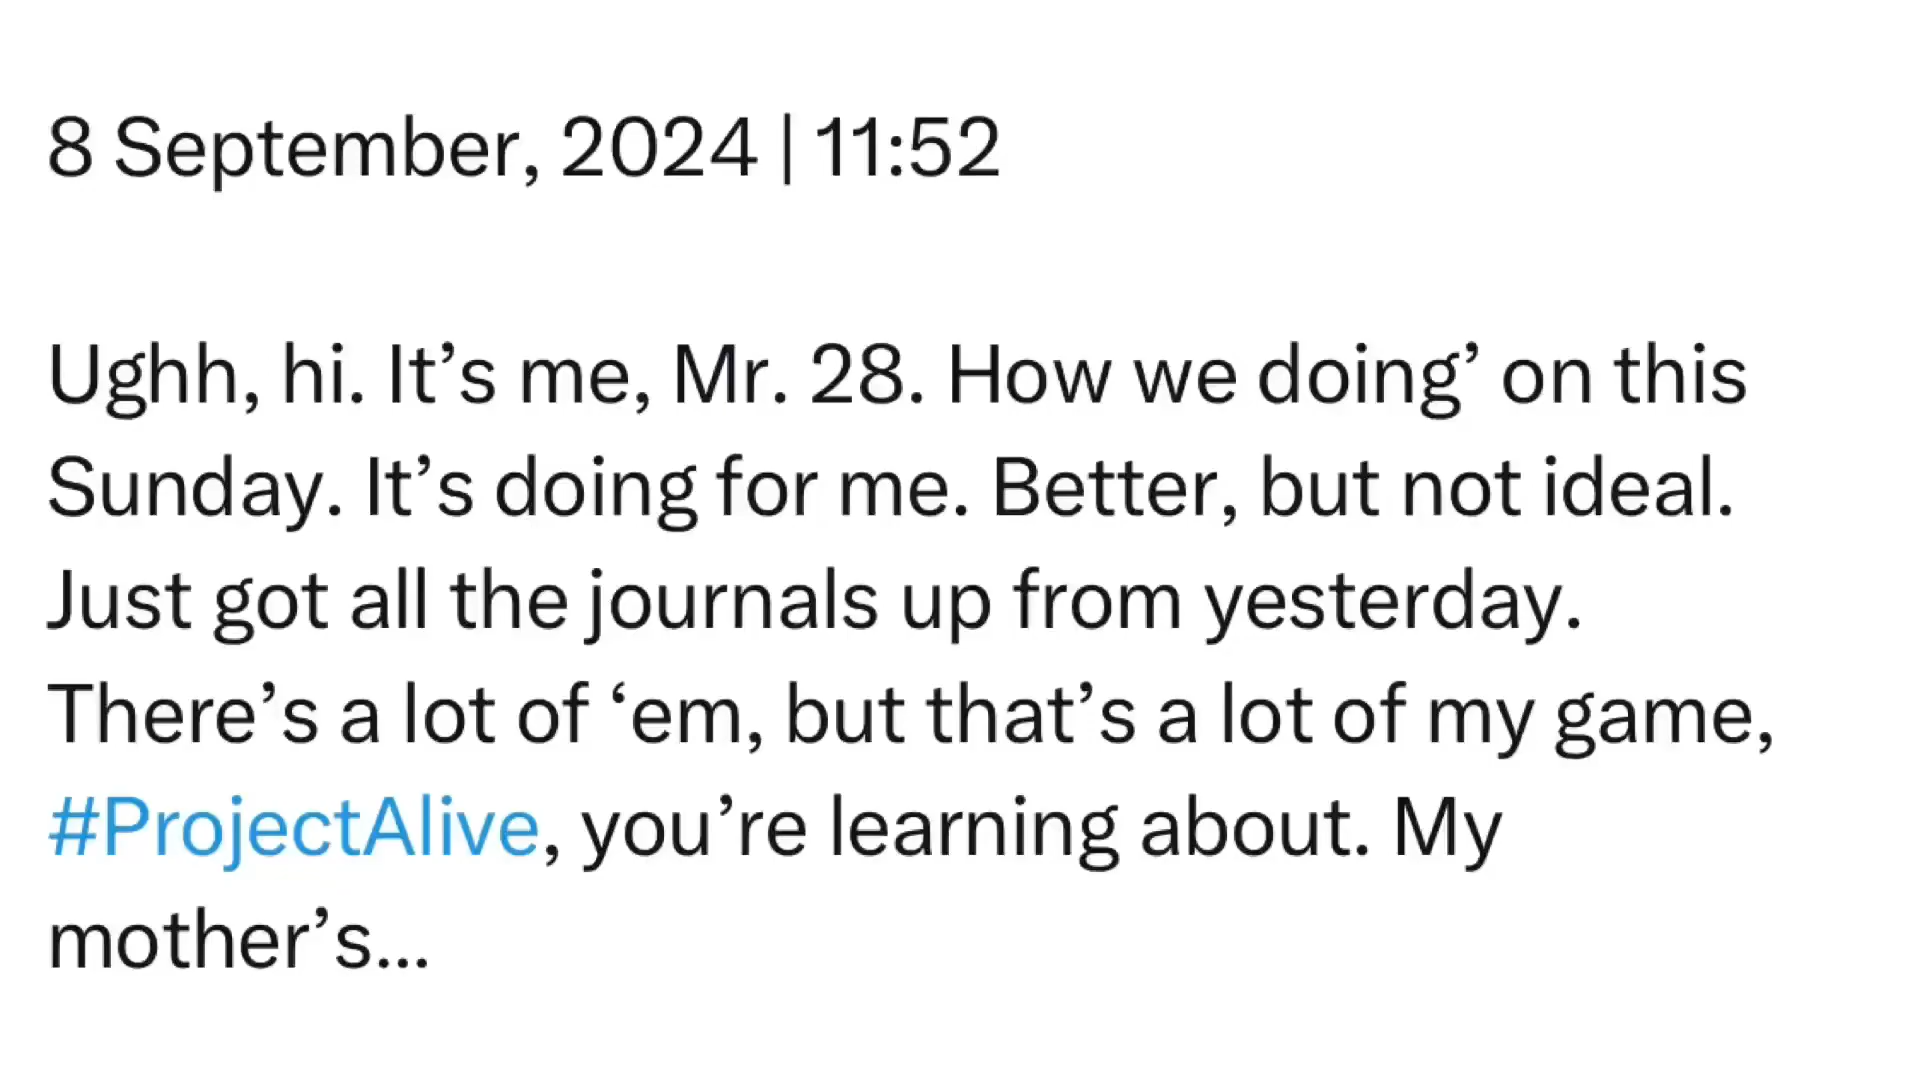 8 September, 2024 | 11:52
Ughh, hi. It’s me, Mr. 28. How we doing’ on this
Sunday. It’s doing for me. Better, but not ideal.
Just got all the journals up from yesterday.
There’s a lot of ‘em, but that’s a lot of my game,
#ProjectAlive, you’re learning about. My
mother’s...